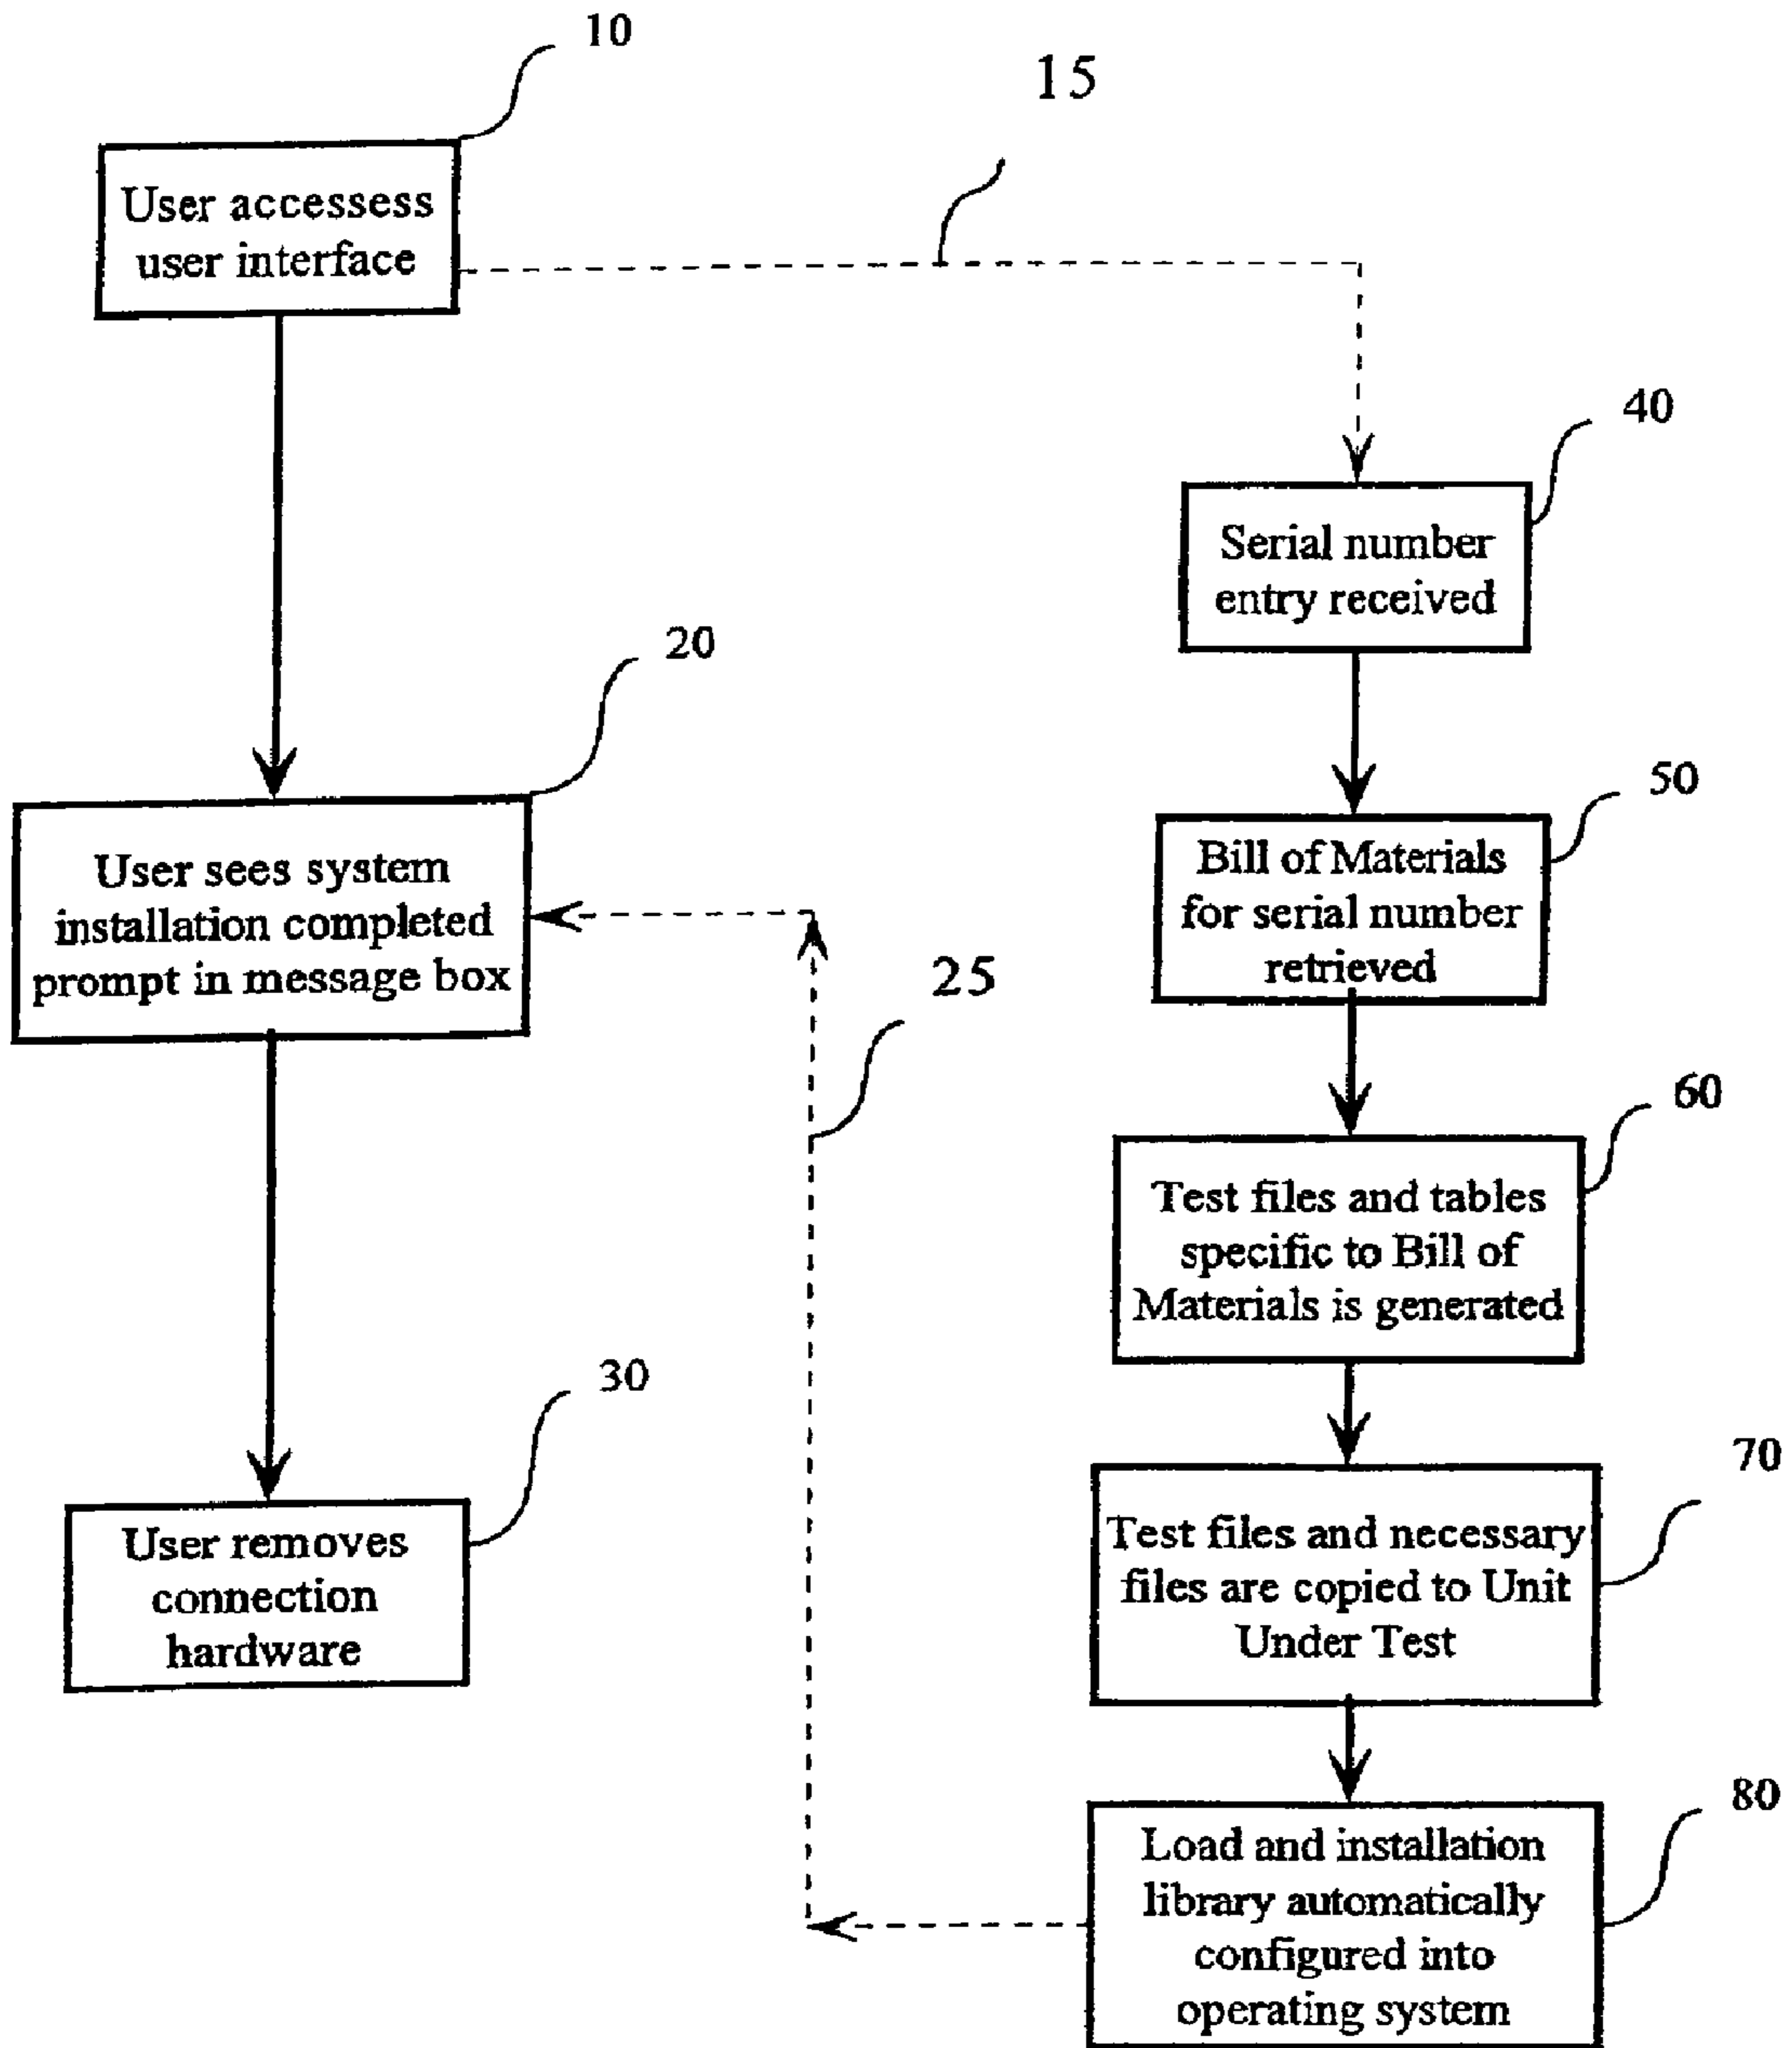 10
15
User accessess
user interface
40
Serial number
entry received
20
50
User sees system
installation completed
prompt in message box
Bill of Materials
for serial number
retrieved
25
60
Test files and tables
specific to Bill of
Materials is generated
30
70
User removes
connection
hardware
Test files and necessary
files are copied to Unit
Under Test
80
Load and installation
library automatically
configured into
operating system